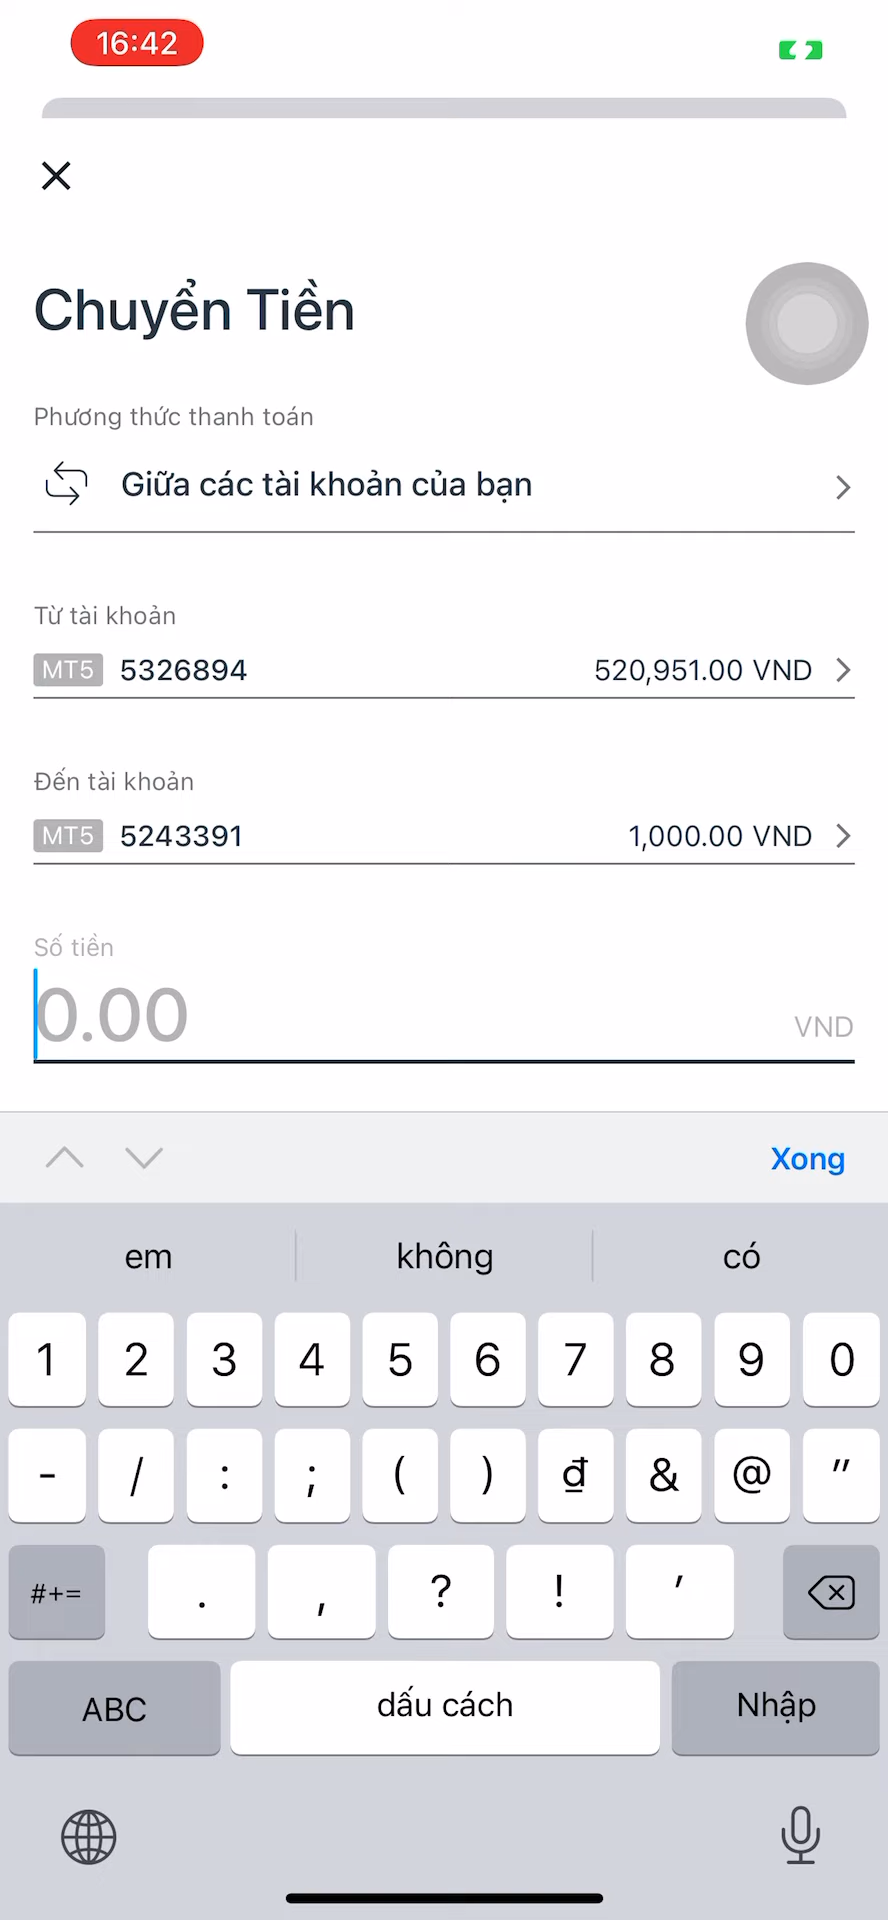 16:42
Chuyển Tiền
Phương thức thanh toán
Giữa các tài khoản của bạn
Từ tài khoản
MT5 5326894 520,951.00 VND
Đến tài khoản
MT5 5243391 1,000.00 VND
Số tiền
0.00 VND
Xong
em không có
1 2 3 4 5 6 7 8 9 0
- / : ; ( ) ₫ & @ "
#+= . , ? ! '
ABC dấu cách Nhập